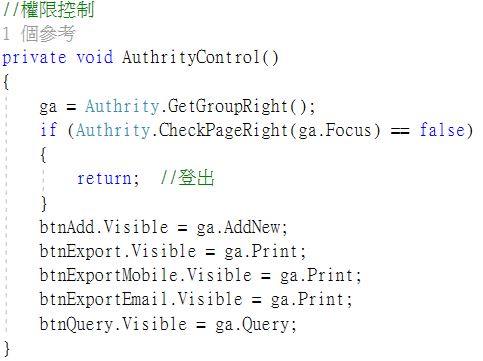 //權限控制
1 個參考
private void AuthrityControl()
{
ga = Authrity.GetGroupRight();
if (Authrity.CheckPageRight(ga.Focus) == false)
{
return;  //登出
}
btnAdd.Visible = ga.AddNew;
btnExport.Visible = ga.Print;
btnExportMobile.Visible = ga.Print;
btnExportEmail.Visible = ga.Print;
btnQuery.Visible = ga.Query;
}